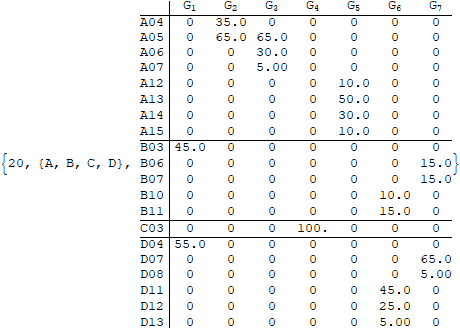 G₁ G₂ G₃ G₄ G₅ G₆ G₇
A04 0 35.0 0 0 0 0 0
A05 0 65.0 65.0 0 0 0 0
A06 0 0 30.0 0 0 0 0
A07 0 0 5.00 0 0 0 0
A12 0 0 0 0 10.0 0 0
A13 0 0 0 0 50.0 0 0
A14 0 0 0 0 30.0 0 0
A15 0 0 0 0 10.0 0 0
B03 45.0 0 0 0 0 0 0
{20, {A, B, C, D}, B06 0 0 0 0 0 0 15.0}
B07 0 0 0 0 0 0 15.0
B10 0 0 0 0 0 10.0 0
B11 0 0 0 0 0 15.0 0
C03 0 0 0 100. 0 0 0
D04 55.0 0 0 0 0 0 0
D07 0 0 0 0 0 0 65.0
D08 0 0 0 0 0 0 5.00
D11 0 0 0 0 0 45.0 0
D12 0 0 0 0 0 25.0 0
D13 0 0 0 0 0 5.00 0